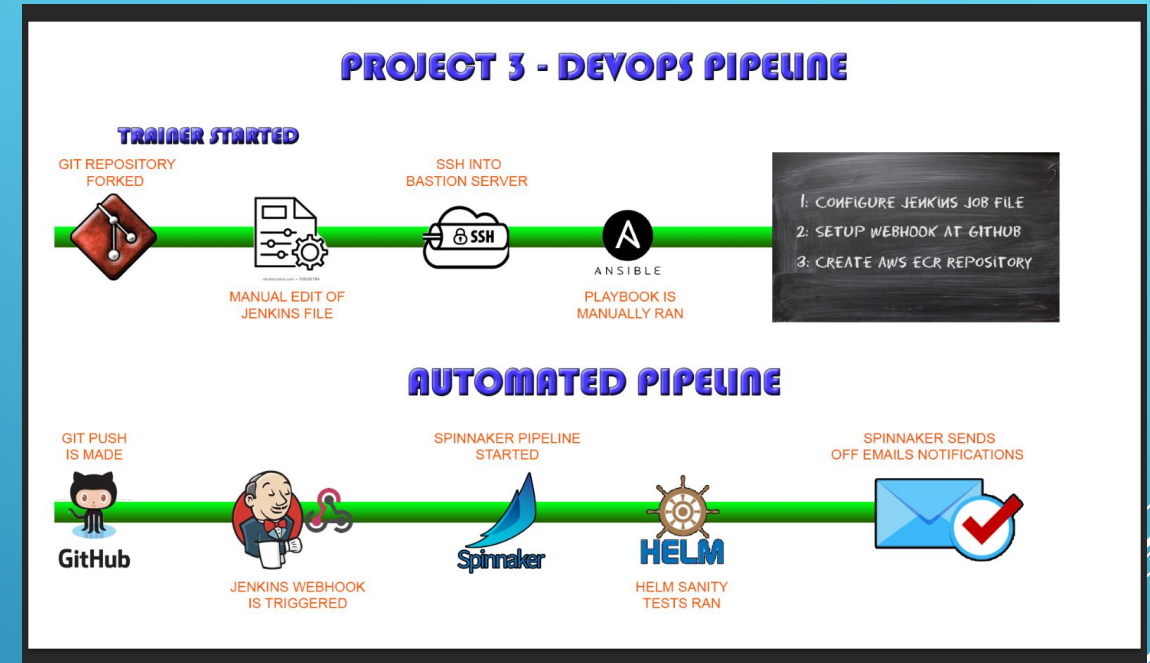 PROJECT 3 - DEVOPS PIPELINE
TRAINER STARTED
GIT REPOSITORY
FORKED
MANUAL EDIT OF
JENKINS FILE
SSH INTO
BASTION SERVER
SSH
ANSIBLE
PLAYBOOK IS
MANUALLY RAN
1: CONFIGURE JENKINS JOB FILE
2: SETUP WEBHOOK AT GITHUB
3: CREATE AWS ECR REPOSITORY
AUTOMATED PIPELINE
GIT PUSH
IS MADE
GitHub
JENKINS WEBHOOK
IS TRIGGERED
SPINNAKER PIPELINE
STARTED
Spinnaker
HELM
HELM SANITY
TESTS RAN
SPINNAKER SENDS
OFF EMAILS NOTIFICATIONS